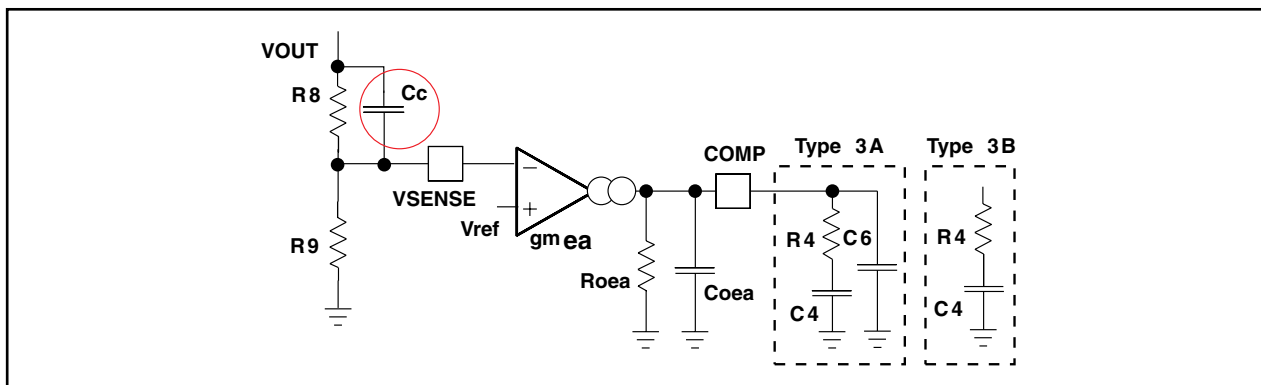 VOUT
R8
Cc
VSENSE
Vref
gm ea
R9
Roea
Coea
COMP
Type 3A
R4
C6
C4
Type 3B
R4
C4